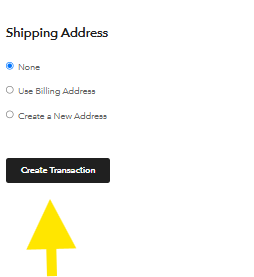 Shipping Address
None
Use Billing Address
Create a New Address
Create Transaction